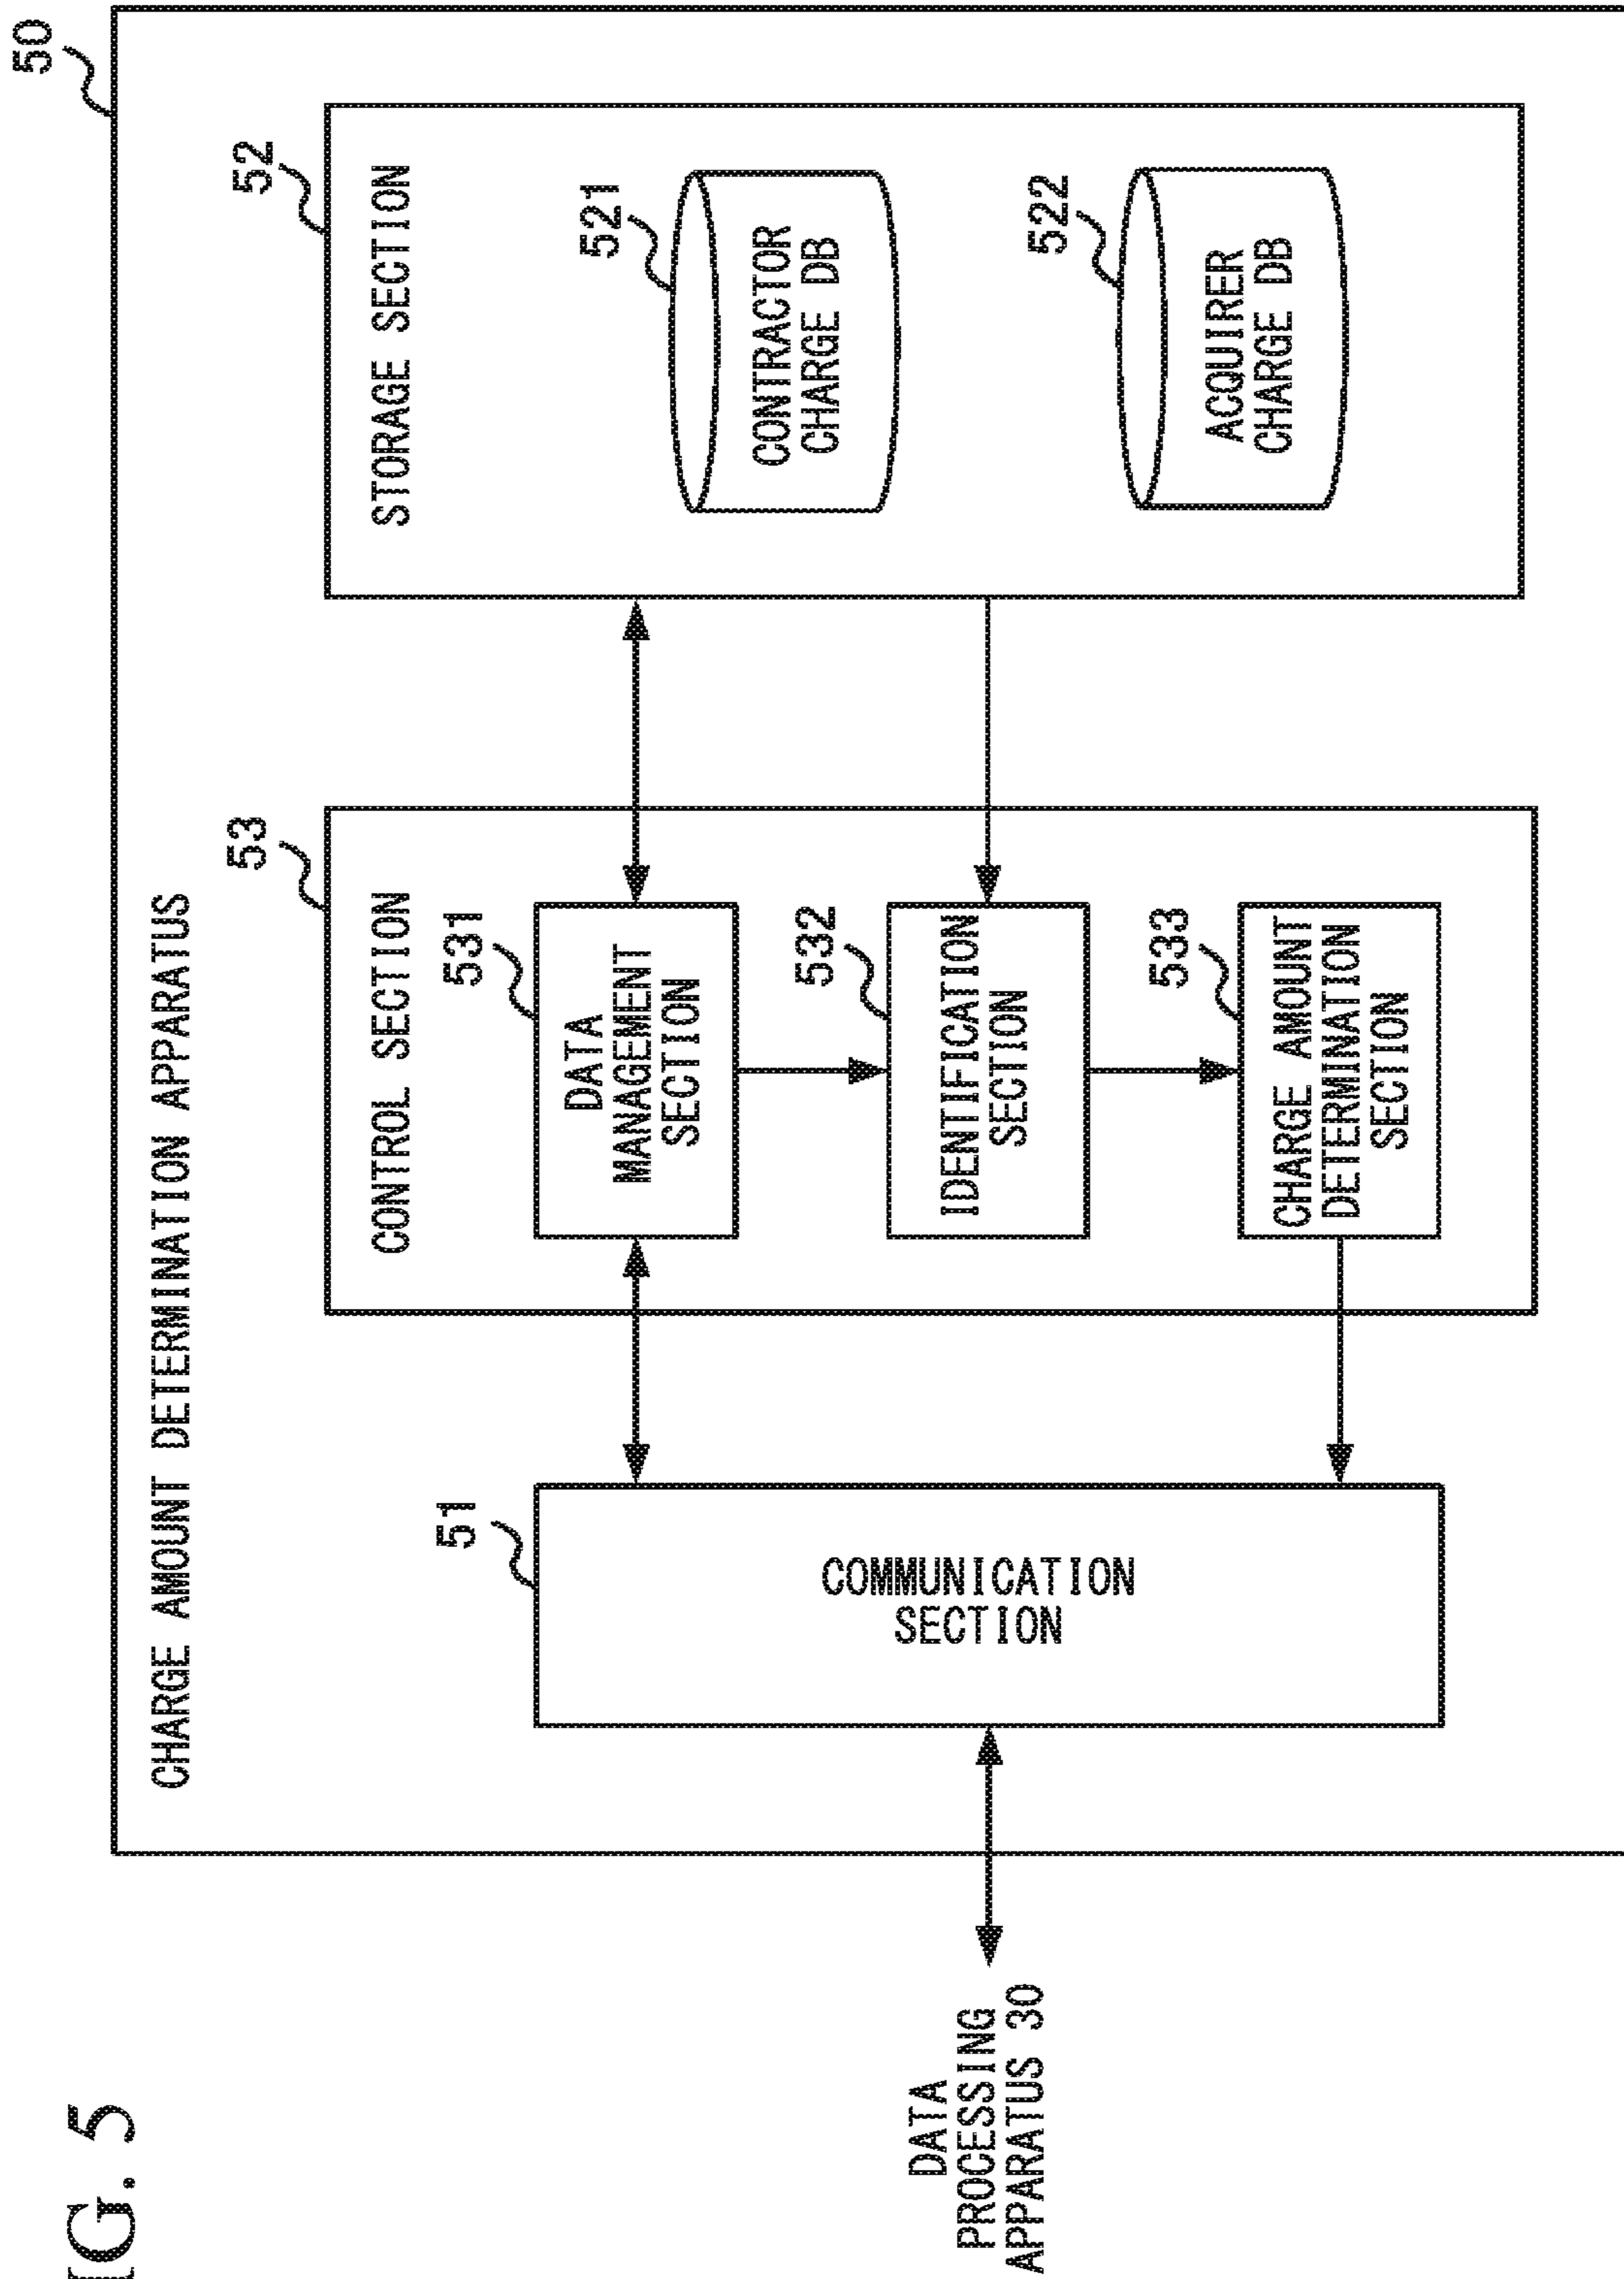 IG. 5
50
CHARGE AMOUNT DETERMINATION APPARATUS
DATA
PROCESSING
APPARATUS 30
51
COMMUNICATION
SECTION
53
CONTROL SECTION
531
DATA
MANAGEMENT
SECTION
532
IDENTIFICATION
SECTION
533
CHARGE AMOUNT
DETERMINATION
SECTION
52
STORAGE SECTION
521
CONTRACTOR
CHARGE DB
522
ACQUIRER
CHARGE DB